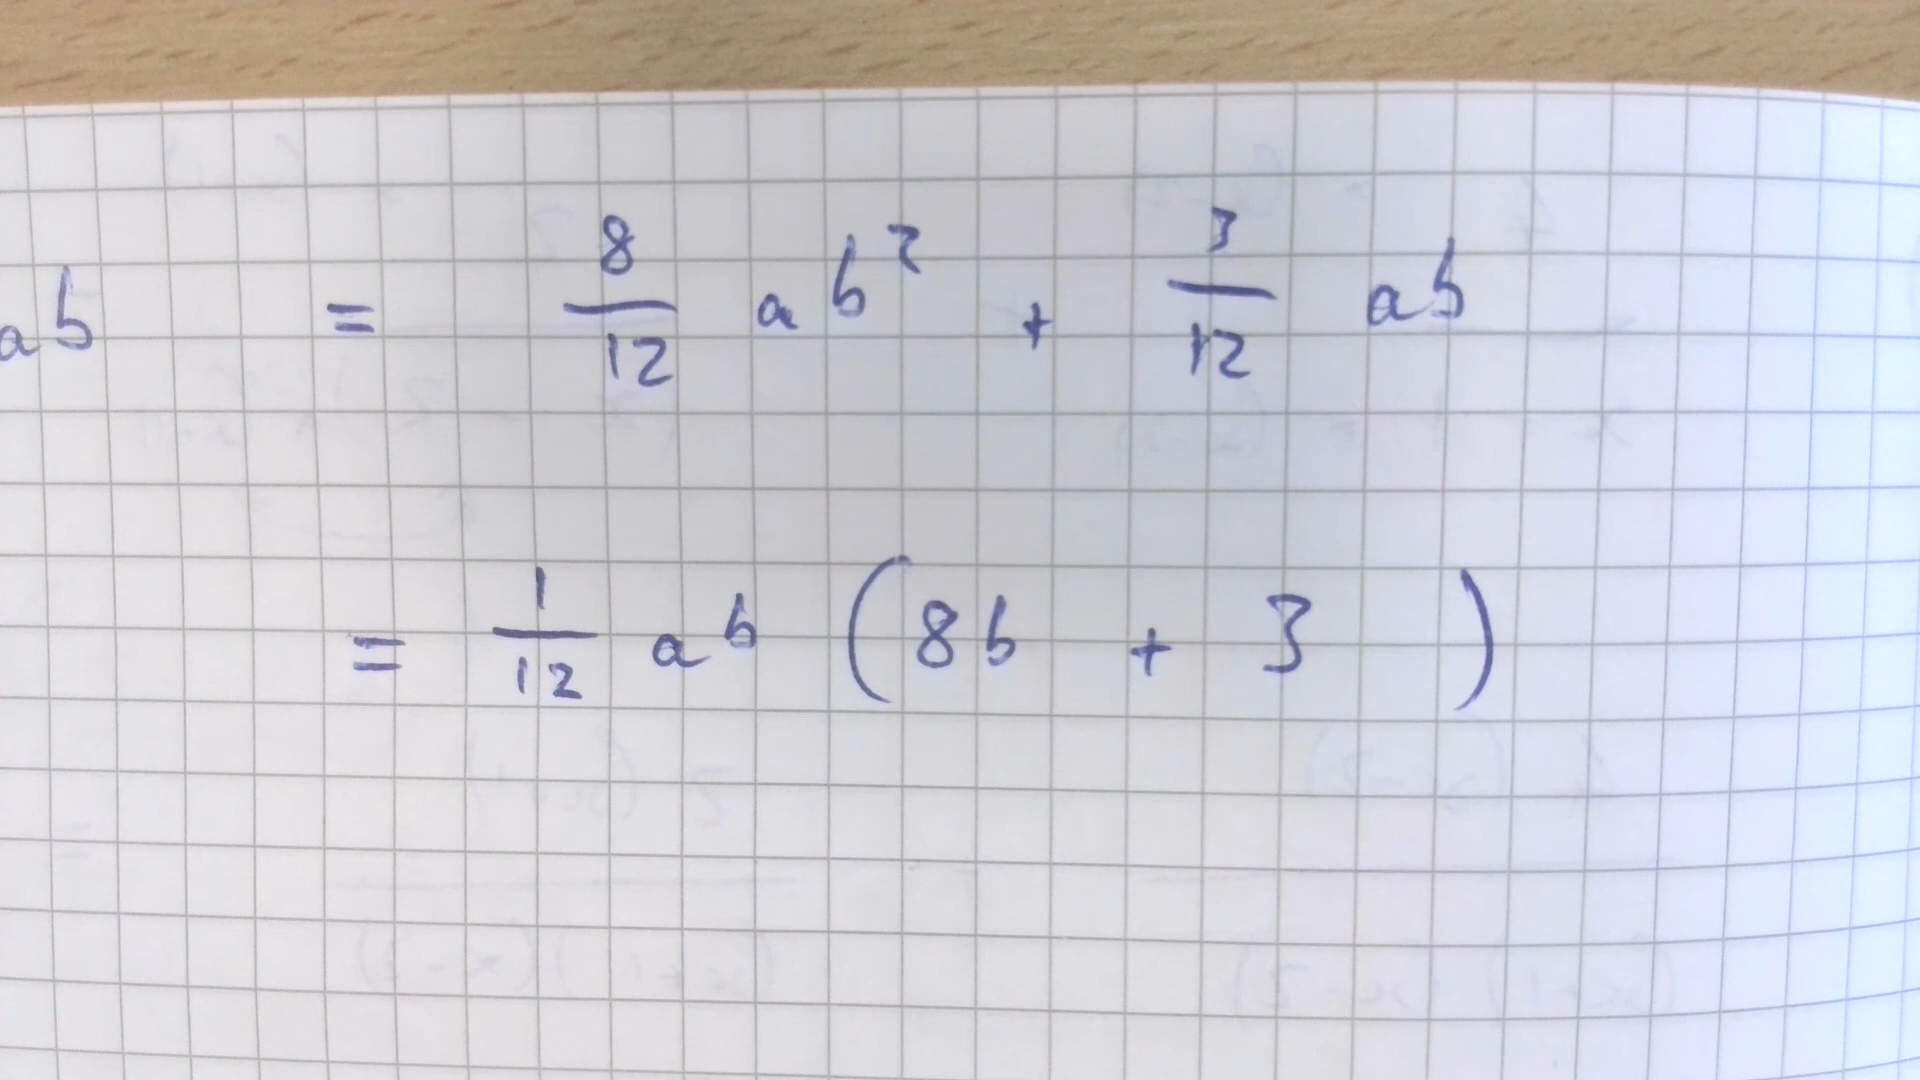 ab = 8/12 ab² + 3/12 ab
= 1/12 ab (8b + 3)